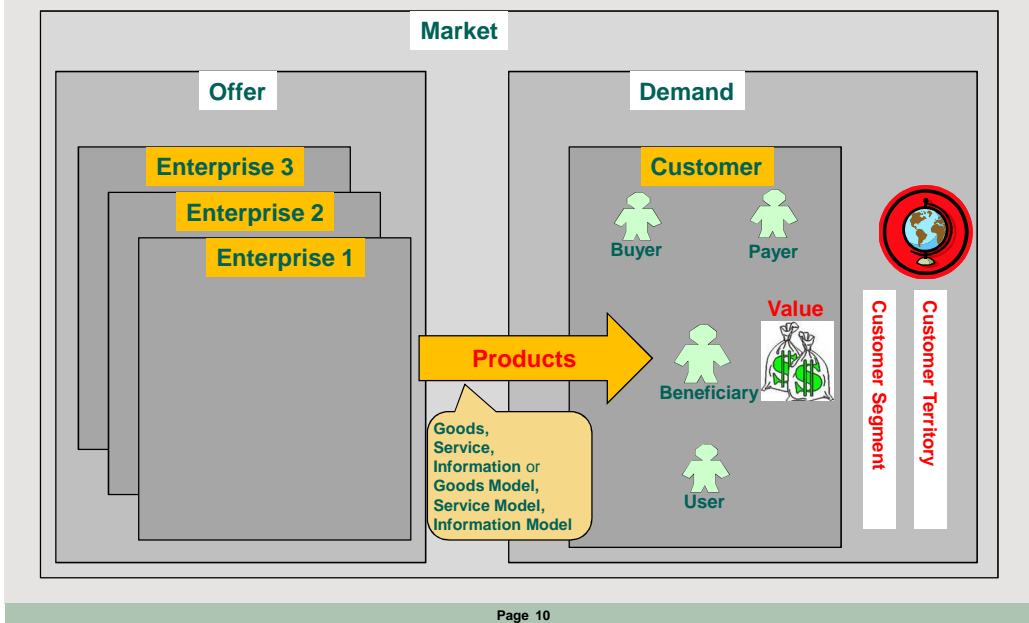 Market
Offer
Enterprise 3
Enterprise 2
Enterprise 1
Products
Goods,
Service,
Information or
Goods Model,
Service Model,
Information Model
Demand
Customer
Buyer
Payer
Value
$
$
Beneficiary
User
Customer Segment
Customer Territory
Page 10